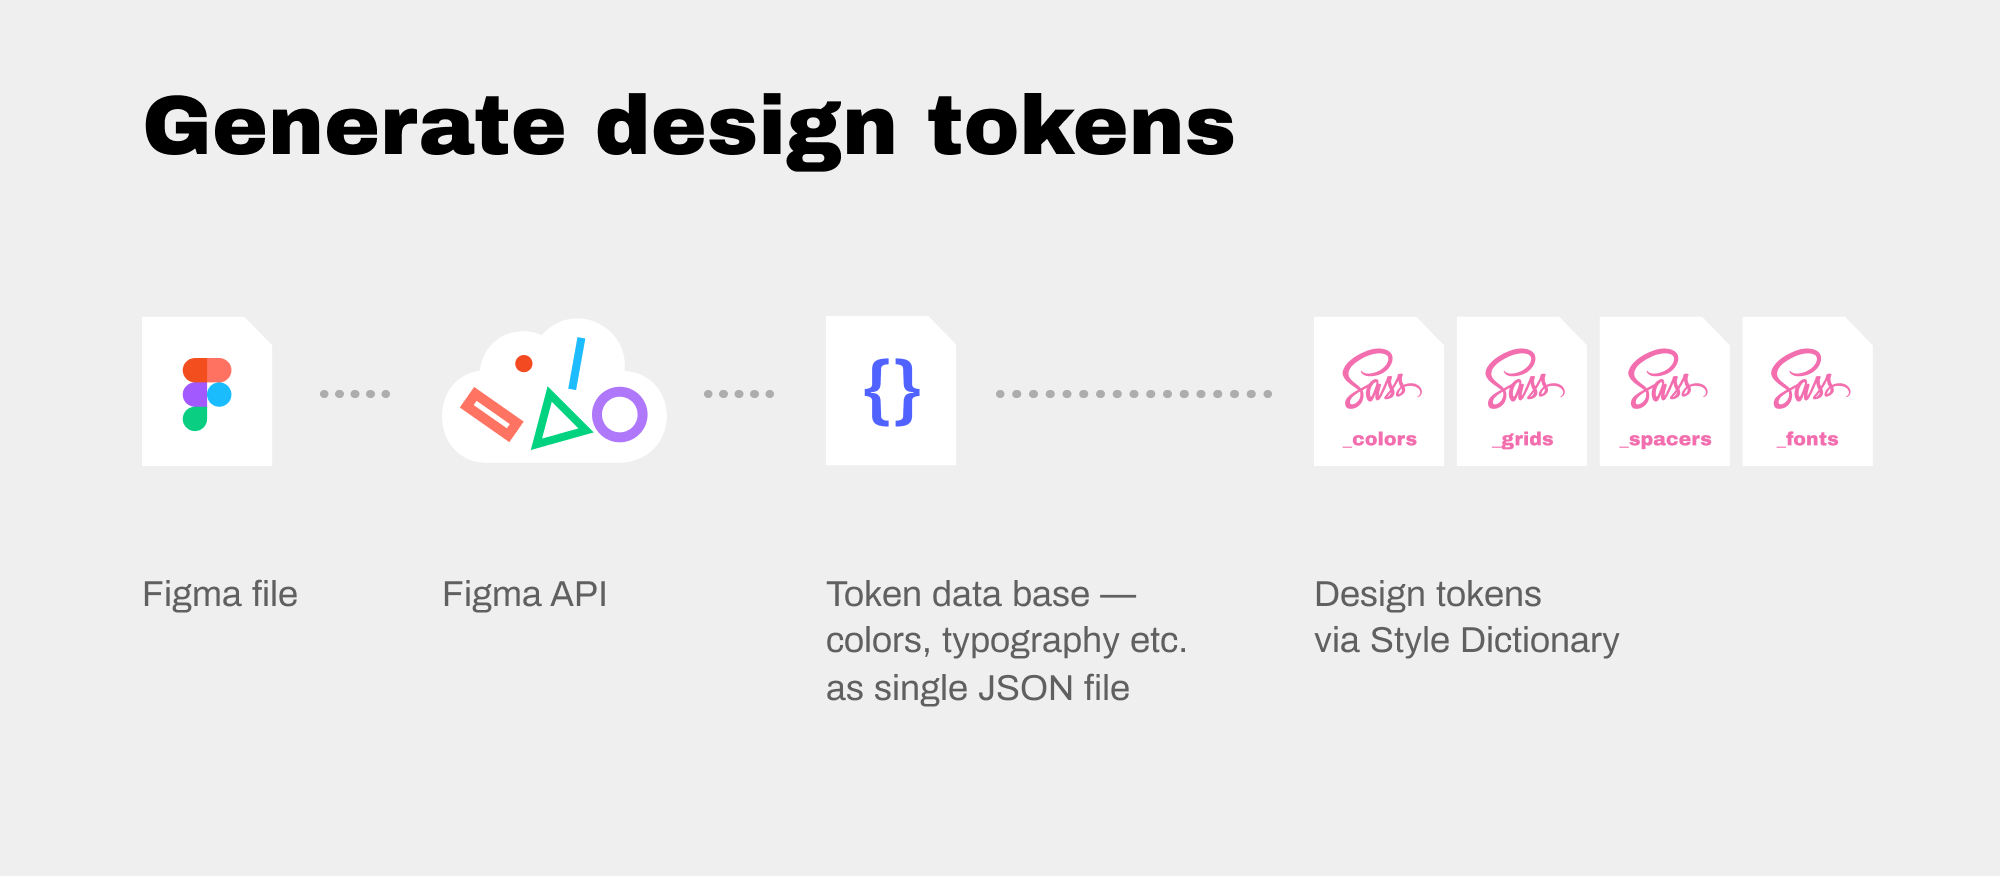 Generate design tokens
{}
Sass
_colors
Sass
_grids
Sass
_spacers
Sass
_fonts
Figma file
Figma API
Token data base —
colors, typography etc.
as single JSON file
Design tokens
via Style Dictionary